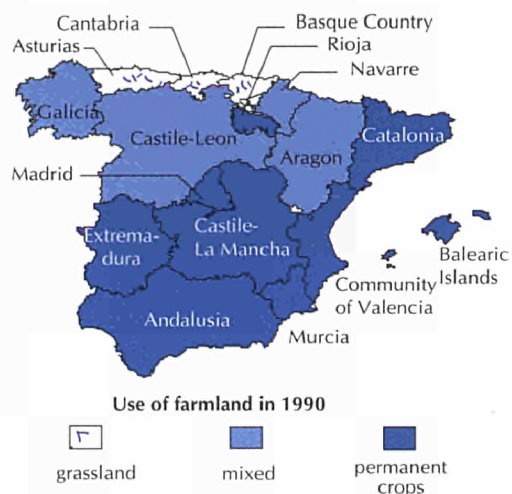 Cantabria
Basque Country
Asturias
Rioja
Navarre
Galicia
Castile-Leon
Catalonia
Aragon
Madrid
Extrema-
dura
Castile-
La Mancha
Balearic
Islands
Community
of Valencia
Andalusia
Murcia
Use of farmland in 1990
grassland
mixed
permanent
crops